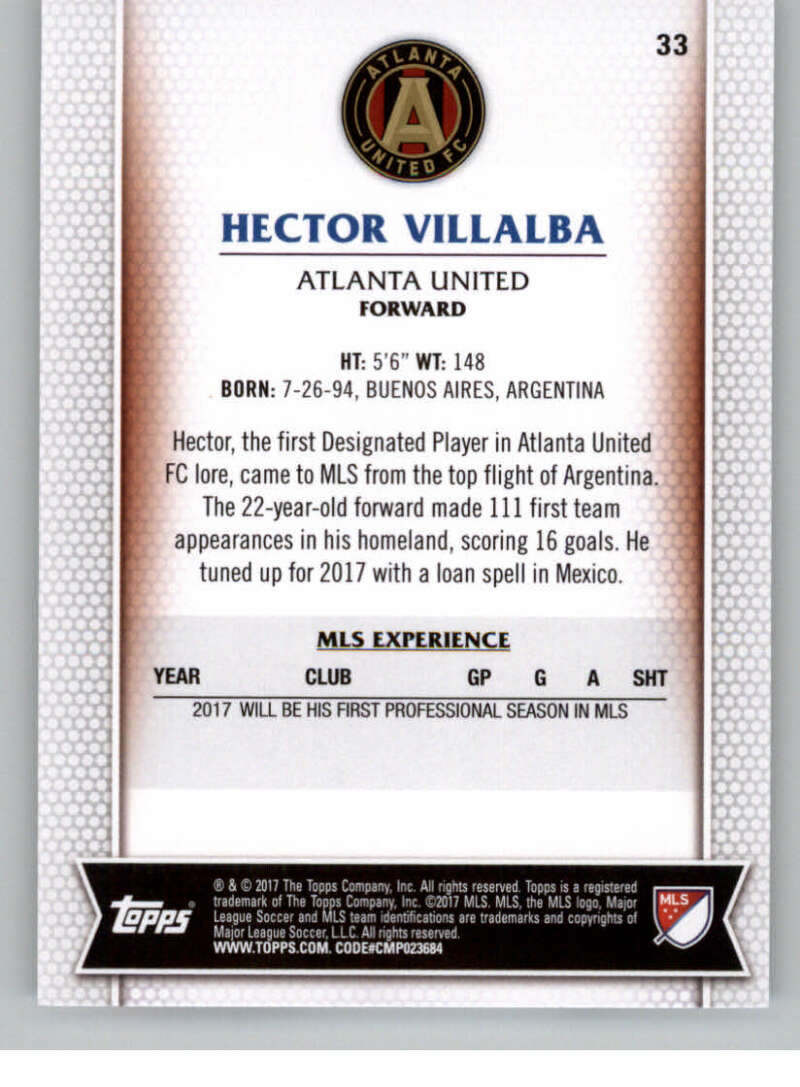 33
ATLANTA
UNITED FC
A
HECTOR VILLALBA
ATLANTA UNITED
FORWARD
HT: 5'6" WT: 148
BORN: 7-26-94, BUENOS AIRES, ARGENTINA
Hector, the first Designated Player in Atlanta United
FC lore, came to MLS from the top flight of Argentina.
The 22-year-old forward made 111 first team
appearances in his homeland, scoring 16 goals. He
tuned up for 2017 with a loan spell in Mexico.
MLS EXPERIENCE
YEAR CLUB GP G A SHT
2017 WILL BE HIS FIRST PROFESSIONAL SEASON IN MLS
topps®
® & © 2017 The Topps Company, Inc. All rights reserved. Topps is a registered
trademark of The Topps Company, Inc. ©2017 MLS. MLS, the MLS logo, Major
League Soccer and MLS team identifications are trademarks and copyrights of
Major League Soccer, L.L.C. All rights reserved.
WWW.TOPPS.COM. CODE#CMP023684
MLS